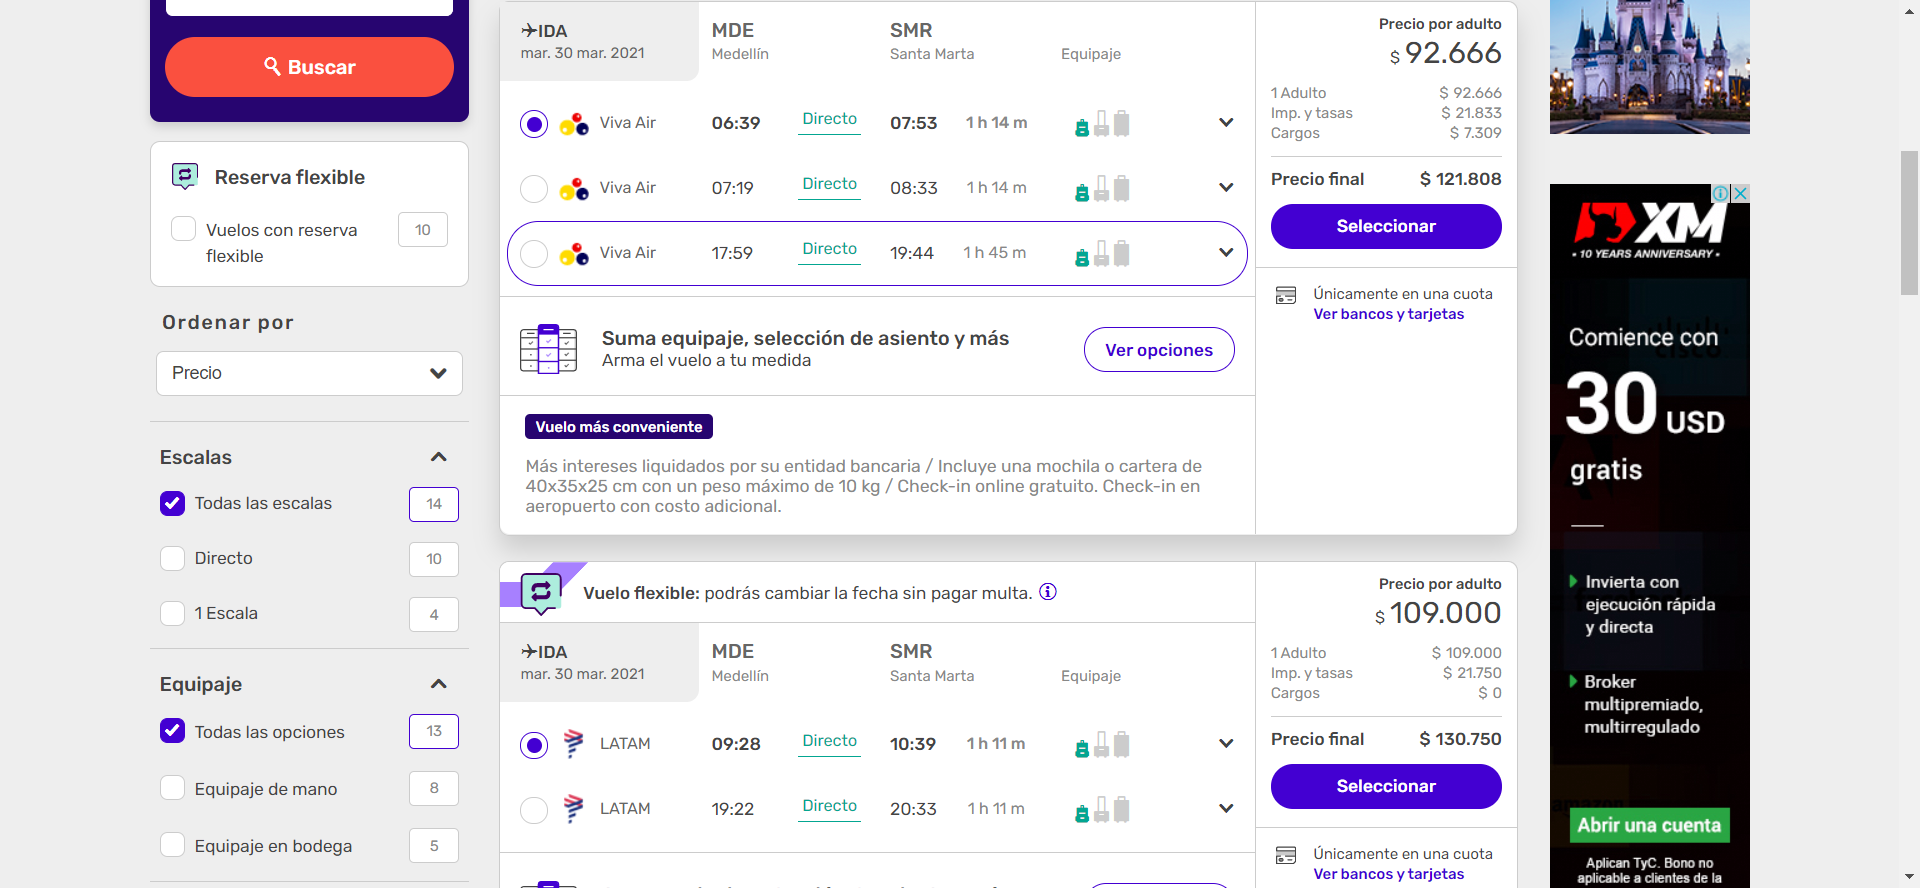 Buscar
Reserva flexible
Vuelos con reserva
flexible
10
Ordenar por
Precio
Escalas
Todas las escalas
14
Directo
10
1 Escala
4
Equipaje
Todas las opciones
13
Equipaje de mano
8
Equipaje en bodega
5
IDA
mar. 30 mar. 2021
MDE
Medellín
SMR
Santa Marta
Equipaje
Viva Air 06:39 Directo 07:53 1 h 14 m
Viva Air 07:19 Directo 08:33 1 h 14 m
Viva Air 17:59 Directo 19:44 1 h 45 m
Suma equipaje, selección de asiento y más
Arma el vuelo a tu medida
Ver opciones
Vuelo más conveniente
Más intereses liquidados por su entidad bancaria / Incluye una mochila o cartera de
40x35x25 cm con un peso máximo de 10 kg / Check-in online gratuito. Check-in en
aeropuerto con costo adicional.
Precio por adulto
$ 92.666
1 Adulto $ 92.666
Imp. y tasas $ 21.833
Cargos $ 7.309
Precio final $ 121.808
Seleccionar
Únicamente en una cuota
Ver bancos y tarjetas
Vuelo flexible: podrás cambiar la fecha sin pagar multa.
IDA
mar. 30 mar. 2021
MDE
Medellín
SMR
Santa Marta
Equipaje
LATAM 09:28 Directo 10:39 1 h 11 m
LATAM 19:22 Directo 20:33 1 h 11 m
Precio por adulto
$ 109.000
1 Adulto $ 109.000
Imp. y tasas $ 21.750
Cargos $ 0
Precio final $ 130.750
Seleccionar
Únicamente en una cuota
Ver bancos y tarjetas
XM
10 YEARS ANNIVERSARY
Comience con
30 USD
gratis
Invierta con
ejecución rápida
y directa
Broker
multipremiado,
multirregulado
Abrir una cuenta
Aplican TyC. Bono no
aplicable a clientes de la